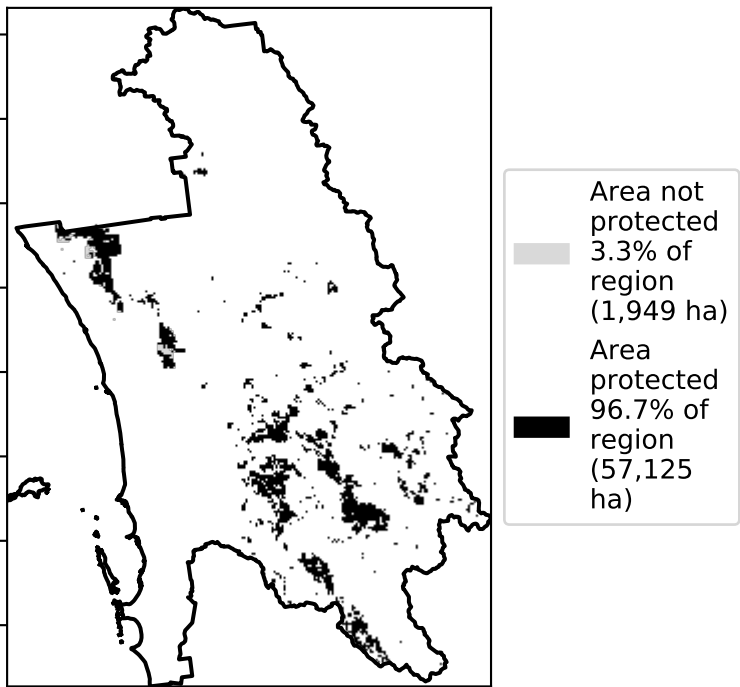 Area not
protected
3.3% of
region
(1,949 ha)
Area
protected
96.7% of
region
(57,125
ha)